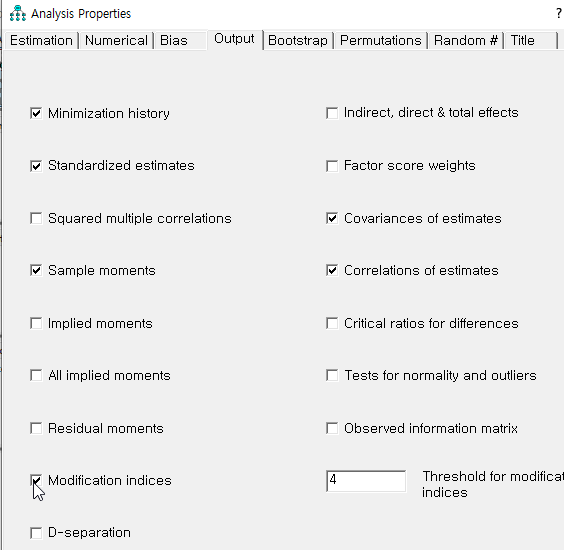 Analysis Properties ?
Estimation Numerical Bias Output Bootstrap Permutations Random # Title
Minimization history Indirect, direct & total effects
Standardized estimates Factor score weights
Squared multiple correlations Covariances of estimates
Sample moments Correlations of estimates
Implied moments Critical ratios for differences
All implied moments Tests for normality and outliers
Residual moments Observed information matrix
Modification indices 4 Threshold for modificat
indices
D-separation